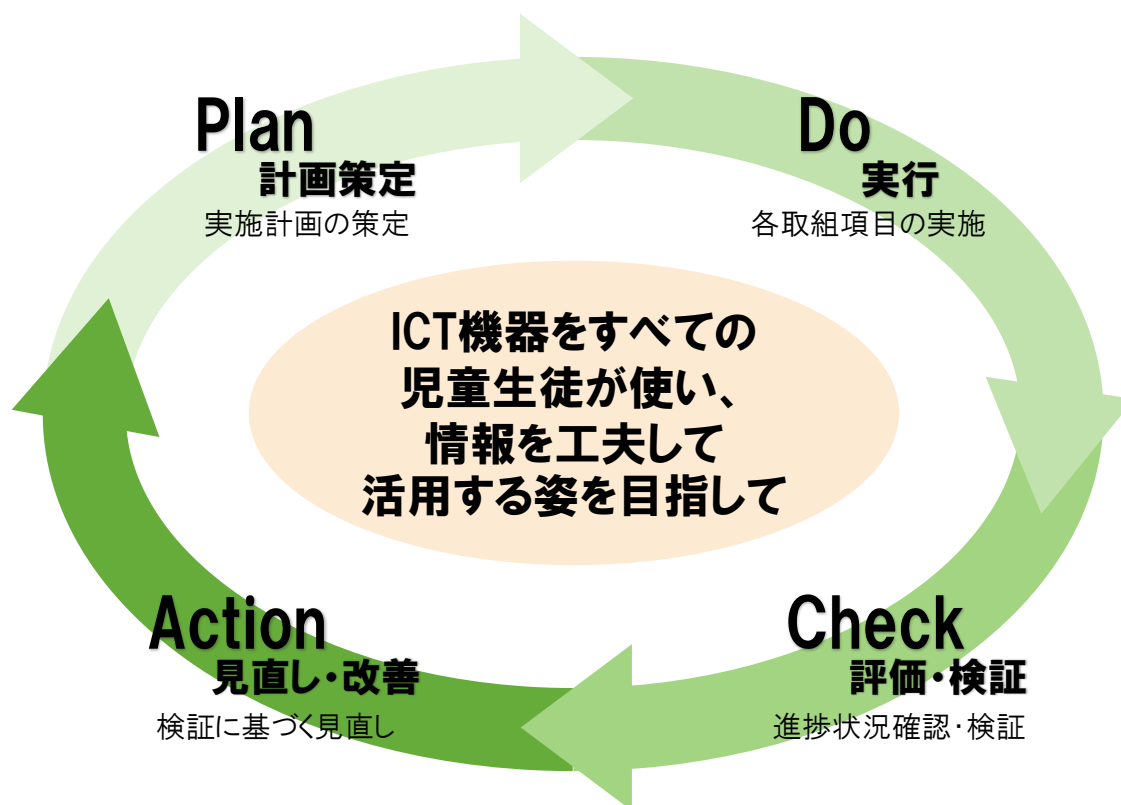 Plan
計画策定
実施計画の策定
Do
実行
各取組項目の実施
ICT機器をすべての
児童生徒が使い、
情報を工夫して
活用する姿を目指して
Action
見直し・改善
検証に基づく見直し
Check
評価・検証
進捗状況確認・検証